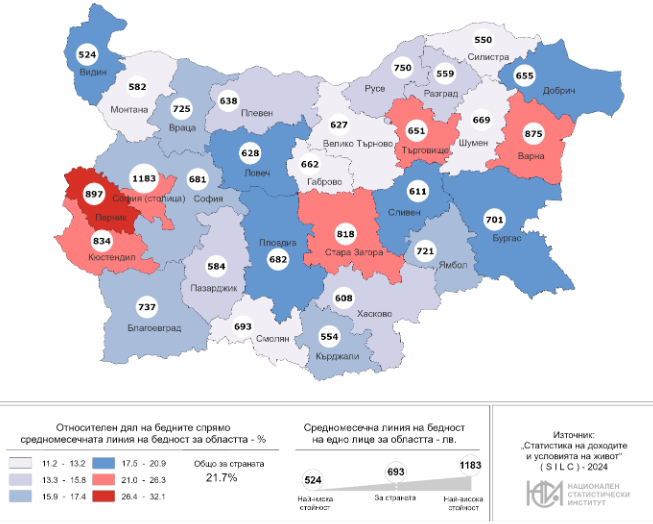 550
Силистра
524
Видин
750
Русе
559
Разград
655
Добрич
582
Монтана
638
Плевен
725
Враца
627
Велико Търново
651
Търговище
669
Шумен
875
Варна
628
Ловеч
662
Габрово
1183
София (столица)
681
София
897
Перник
611
Сливен
834
Кюстендил
Пловдив
682
818
Стара Загора
701
Бургас
721
Ямбол
584
Пазарджик
608
Хасково
737
Благоевград
693
Смолян
554
Кърджали
Относителен дял на бедните спрямо
средномесечната линия на бедност за областта - %
11.2 - 13.2
13.3 - 15.8
15.9 - 17.4
17.5 - 20.9
21.0 - 26.3
26.4 - 32.1
Общо за страната
21.7%
Средномесечна линия на бедност
на едно лице за областта - лв.
524
693
1183
Най-ниска
стойност
За страната
Най-висока
стойност
Източник:
„Статистика на доходите
и условията на живот"
( S I L C ) - 2024
НСИ
НАЦИОНАЛЕН
СТАТИСТИЧЕСКИ
ИНСТИТУТ